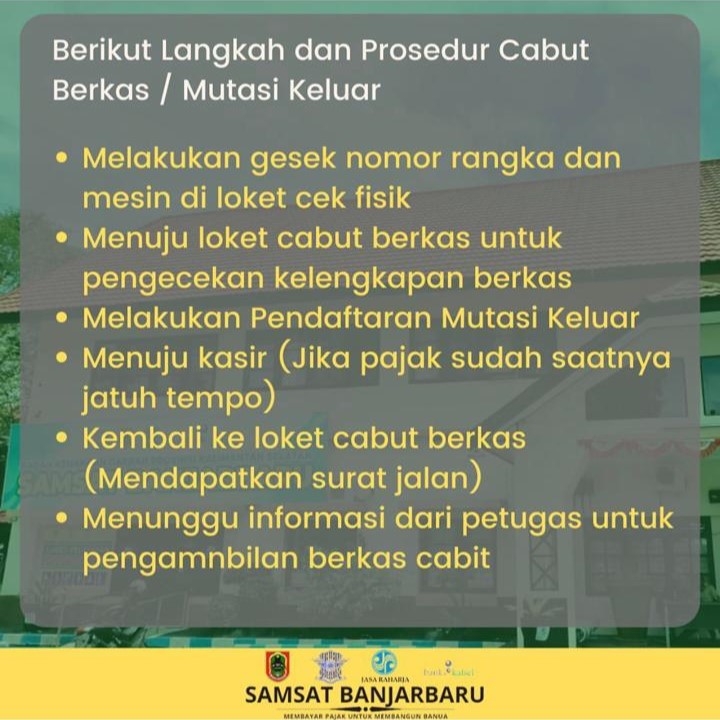 Berikut Langkah dan Prosedur Cabut
Berkas / Mutasi Keluar
• Melakukan gesek nomor rangka dan
mesin di loket cek fisik
• Menuju loket cabut berkas untuk
pengecekan kelengkapan berkas
• Melakukan Pendaftaran Mutasi Keluar
• Menuju kasir (Jika pajak sudah saatnya
jatuh tempo)
• Kembali ke loket cabut berkas
(Mendapatkan surat jalan)
• Menunggu informasi dari petugas untuk
pengamnbilan berkas cabit
JASA RAHARJA
bank kalsel
SAMSAT BANJARBARU
MEMBAYAR PAJAK UNTUK MEMBANGUN BANUA